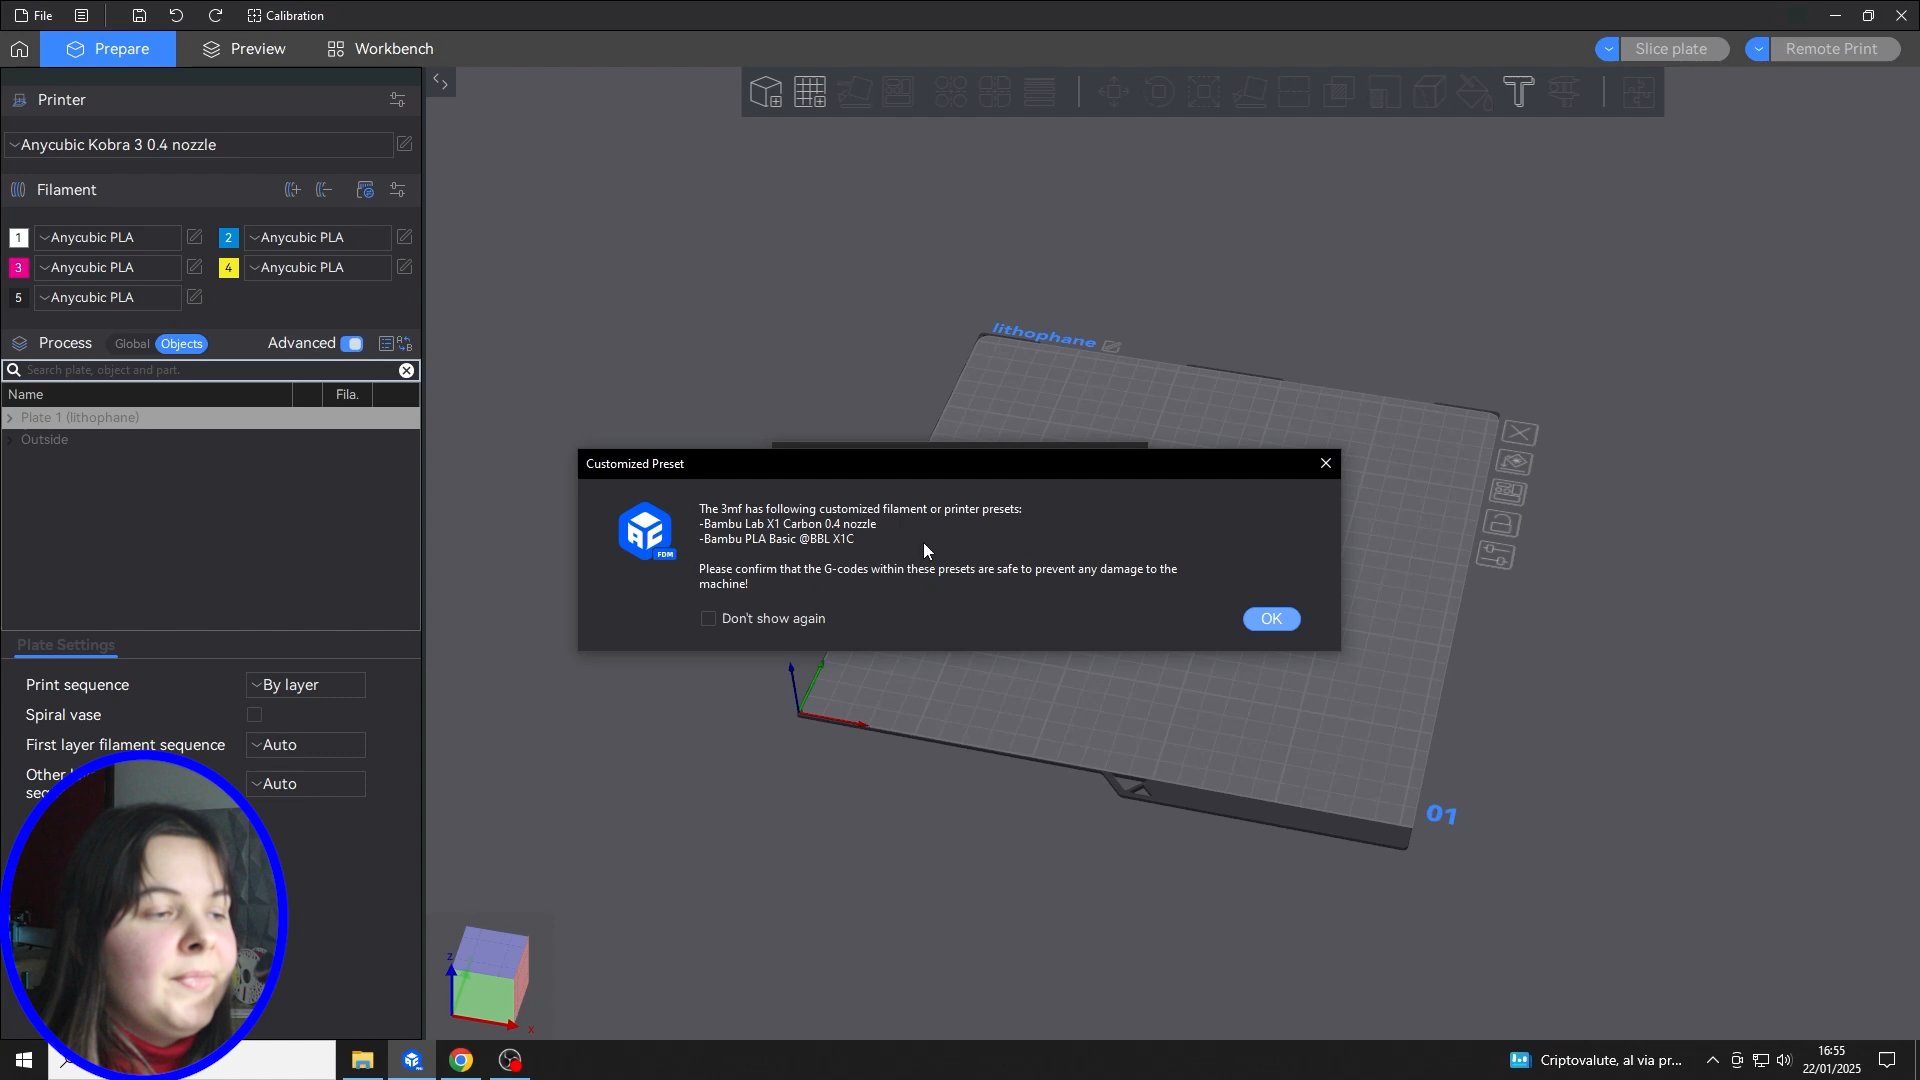 File
Calibration
Prepare
Preview
Workbench
Slice plate
Remote Print
Printer
Anycubic Kobra 3 0.4 nozzle
Filament
1 Anycubic PLA
2 Anycubic PLA
3 Anycubic PLA
4 Anycubic PLA
5 Anycubic PLA
Process
Global
Objects
Advanced
Search plate, object and part.
Name
Fila.
Plate 1 (lithophane)
Outside
Plate Settings
Print sequence
By layer
Spiral vase
First layer filament sequence
Auto
Other
Auto
lithophane
01
Customized Preset
FDM
The 3mf has following customized filament or printer presets:
-Bambu Lab X1 Carbon 0.4 nozzle
-Bambu PLA Basic @BBL X1C
Please confirm that the G-codes within these presets are safe to prevent any damage to the
machine!
Don't show again
OK
z
x
Criptovalute, al via pr...
16:55
22/01/2025